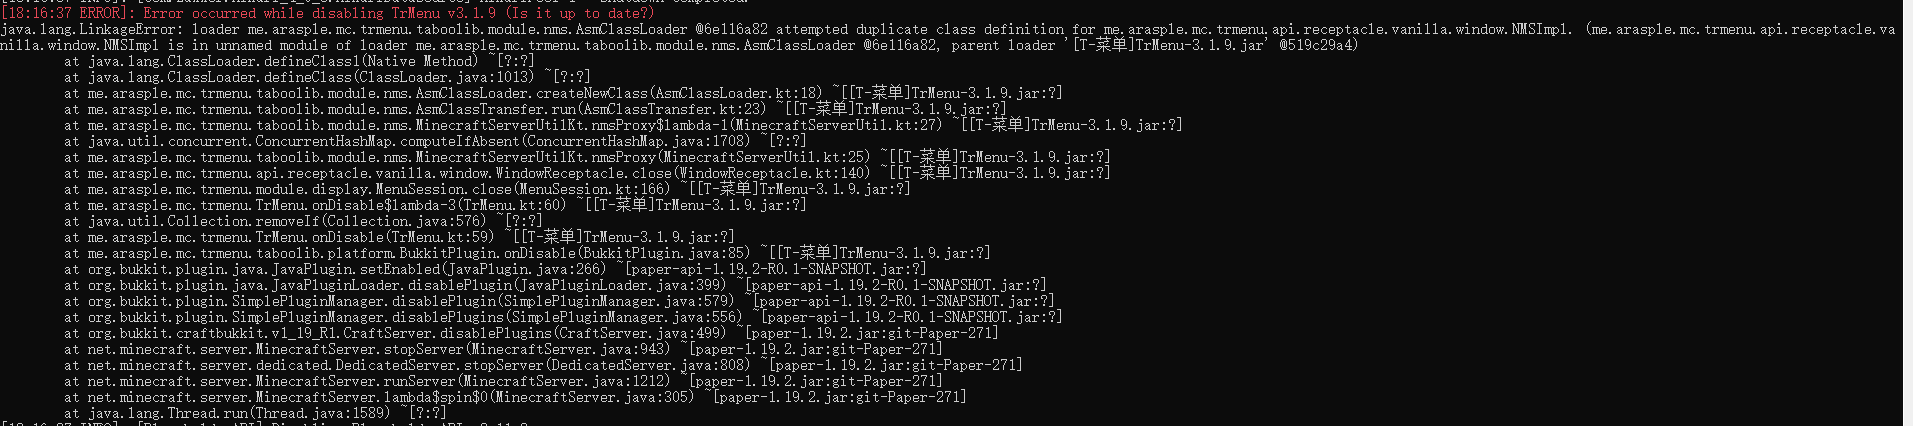 [18:16:37 ERROR]: Error occurred while disabling TrMenu v3.1.9 (Is it up to date?)
java.lang.LinkageError: loader me.arasple.mc.trmenu.taboolib.module.nms.AsmClassLoader @6e116a82 attempted duplicate class definition for me.arasple.mc.trmenu.api.receptacle.vanilla.window.NMSImpl. (me.arasple.mc.trmenu.api.receptacle.va
nilla.window.NMSImpl is in unnamed module of loader me.arasple.mc.trmenu.taboolib.module.nms.AsmClassLoader @6e116a82, parent loader '[T-菜单]TrMenu-3.1.9.jar' @519c29a4)
at java.lang.ClassLoader.defineClass1(Native Method) ~[?:?]
at java.lang.ClassLoader.defineClass(ClassLoader.java:1013) ~[?:?]
at me.arasple.mc.trmenu.taboolib.module.nms.AsmClassLoader.createNewClass(AsmClassLoader.kt:18) ~[[T-菜单]TrMenu-3.1.9.jar:?]
at me.arasple.mc.trmenu.taboolib.module.nms.AsmClassTransfer.run(AsmClassTransfer.kt:23) ~[[T-菜单]TrMenu-3.1.9.jar:?]
at me.arasple.mc.trmenu.taboolib.module.nms.MinecraftServerUtilKt.nmsProxy$lambda-1(MinecraftServerUtil.kt:27) ~[[T-菜单]TrMenu-3.1.9.jar:?]
at java.util.concurrent.ConcurrentHashMap.computeIfAbsent(ConcurrentHashMap.java:1708) ~[?:?]
at me.arasple.mc.trmenu.taboolib.module.nms.MinecraftServerUtilKt.nmsProxy(MinecraftServerUtil.kt:25) ~[[T-菜单]TrMenu-3.1.9.jar:?]
at me.arasple.mc.trmenu.api.receptacle.vanilla.window.WindowReceptacle.close(WindowReceptacle.kt:140) ~[[T-菜单]TrMenu-3.1.9.jar:?]
at me.arasple.mc.trmenu.module.display.MenuSession.close(MenuSession.kt:166) ~[[T-菜单]TrMenu-3.1.9.jar:?]
at me.arasple.mc.trmenu.TrMenu.onDisable$lambda-3(TrMenu.kt:60) ~[[T-菜单]TrMenu-3.1.9.jar:?]
at java.util.Collection.removeIf(Collection.java:576) ~[?:?]
at me.arasple.mc.trmenu.TrMenu.onDisable(TrMenu.kt:59) ~[[T-菜单]TrMenu-3.1.9.jar:?]
at me.arasple.mc.trmenu.taboolib.platform.BukkitPlugin.onDisable(BukkitPlugin.java:85) ~[[T-菜单]TrMenu-3.1.9.jar:?]
at org.bukkit.plugin.java.JavaPlugin.setEnabled(JavaPlugin.java:266) ~[paper-api-1.19.2-R0.1-SNAPSHOT.jar:?]
at org.bukkit.plugin.java.JavaPluginLoader.disablePlugin(JavaPluginLoader.java:399) ~[paper-api-1.19.2-R0.1-SNAPSHOT.jar:?]
at org.bukkit.plugin.SimplePluginManager.disablePlugin(SimplePluginManager.java:579) ~[paper-api-1.19.2-R0.1-SNAPSHOT.jar:?]
at org.bukkit.plugin.SimplePluginManager.disablePlugins(SimplePluginManager.java:556) ~[paper-api-1.19.2-R0.1-SNAPSHOT.jar:?]
at org.bukkit.craftbukkit.v1_19_R1.CraftServer.disablePlugins(CraftServer.java:499) ~[paper-1.19.2.jar:git-Paper-271]
at net.minecraft.server.MinecraftServer.stopServer(MinecraftServer.java:943) ~[paper-1.19.2.jar:git-Paper-271]
at net.minecraft.server.dedicated.DedicatedServer.stopServer(DedicatedServer.java:808) ~[paper-1.19.2.jar:git-Paper-271]
at net.minecraft.server.MinecraftServer.runServer(MinecraftServer.java:1212) ~[paper-1.19.2.jar:git-Paper-271]
at net.minecraft.server.MinecraftServer.lambda$spin$0(MinecraftServer.java:305) ~[paper-1.19.2.jar:git-Paper-271]
at java.lang.Thread.run(Thread.java:1589) ~[?:?]